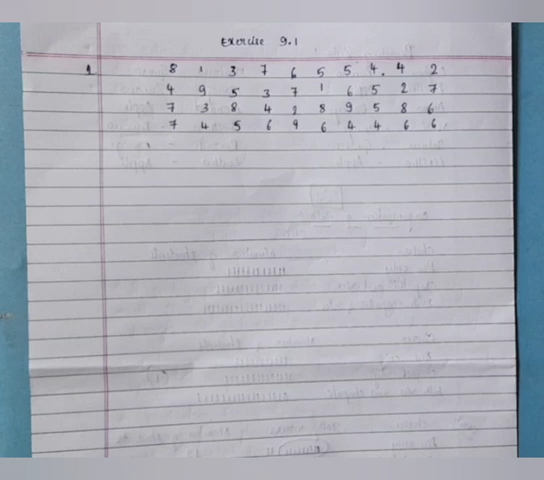 Exercise 9.1
1 8 1 3 7 6 5 5 4 4 2
4 9 5 3 7 1 6 5 2 7
7 3 8 4 2 8 9 5 8 6
7 4 5 6 9 6 4 4 6 6